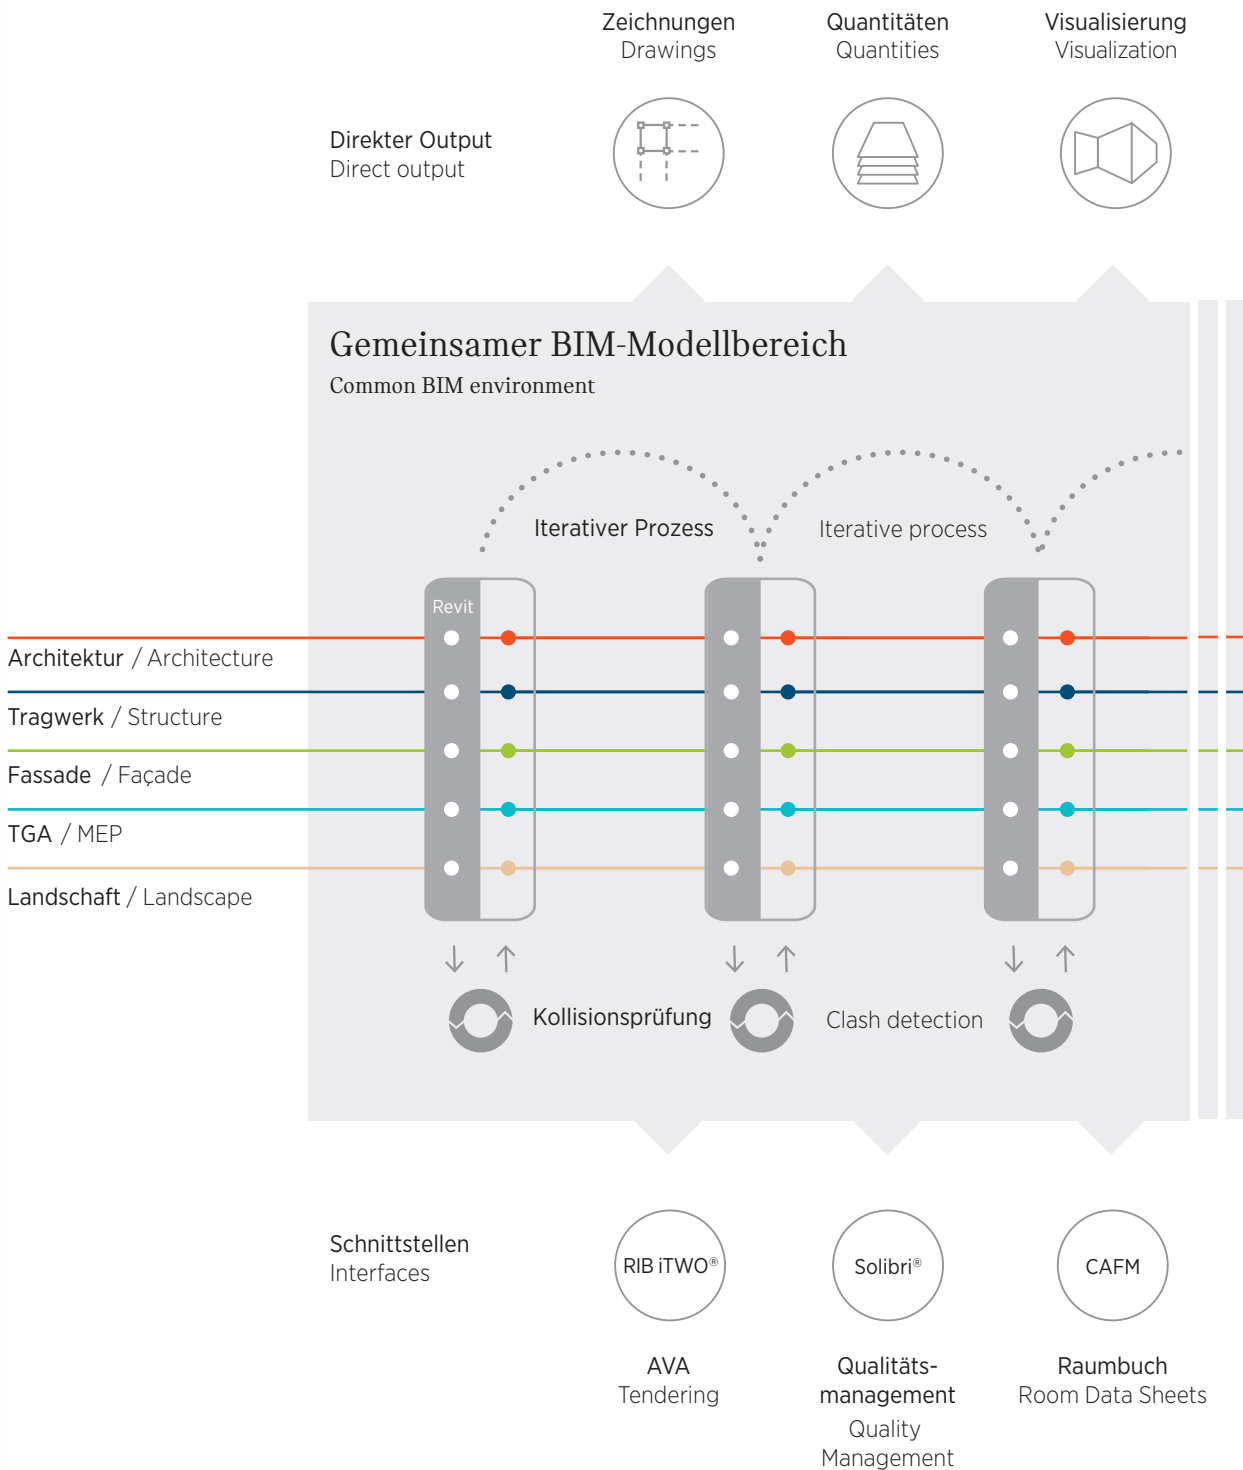 Zeichnungen
Drawings
Quantitäten
Quantities
Visualisierung
Visualization
Direkter Output
Direct output
Gemeinsamer BIM-Modellbereich
Common BIM environment
Iterativer Prozess
Iterative process
Revit
Architektur / Architecture
Tragwerk / Structure
Fassade / Façade
TGA / MEP
Landschaft / Landscape
Kollisionsprüfung
Clash detection
Schnittstellen
Interfaces
RIB iTWO®
Solibri®
CAFM
AVA
Tendering
Qualitäts-
management
Quality
Management
Raumbuch
Room Data Sheets